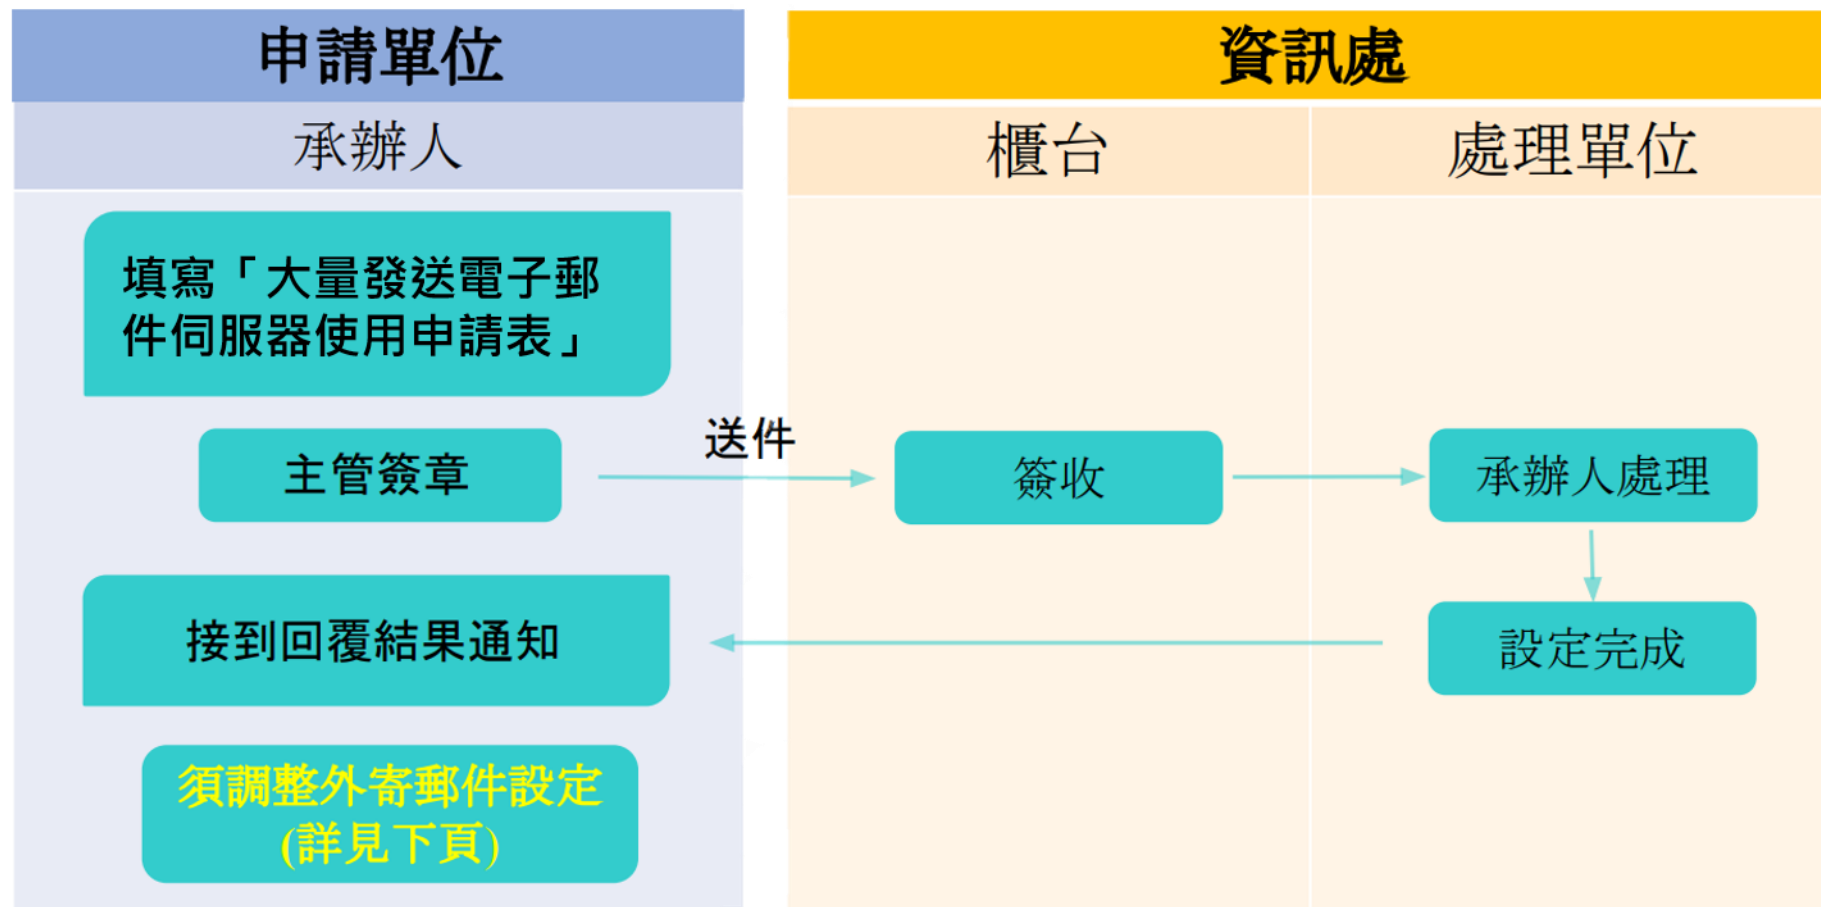 申請單位
資訊處
承辦人
櫃台
處理單位
填寫「大量發送電子郵
件伺服器使用申請表」
主管簽章
送件
簽收
承辦人處理
接到回覆結果通知
設定完成
須調整外寄郵件設定
(詳見下頁)